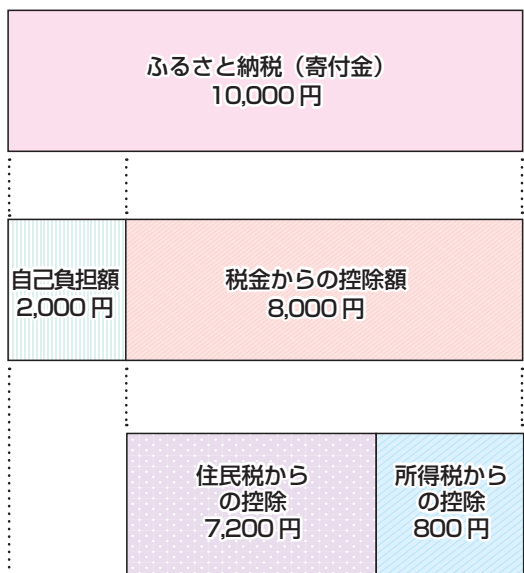 ふるさと納税（寄付金）
10,000 円
自己負担額
2,000 円
税金からの控除額
8,000 円
住民税から
の控除
7,200 円
所得税から
の控除
800 円